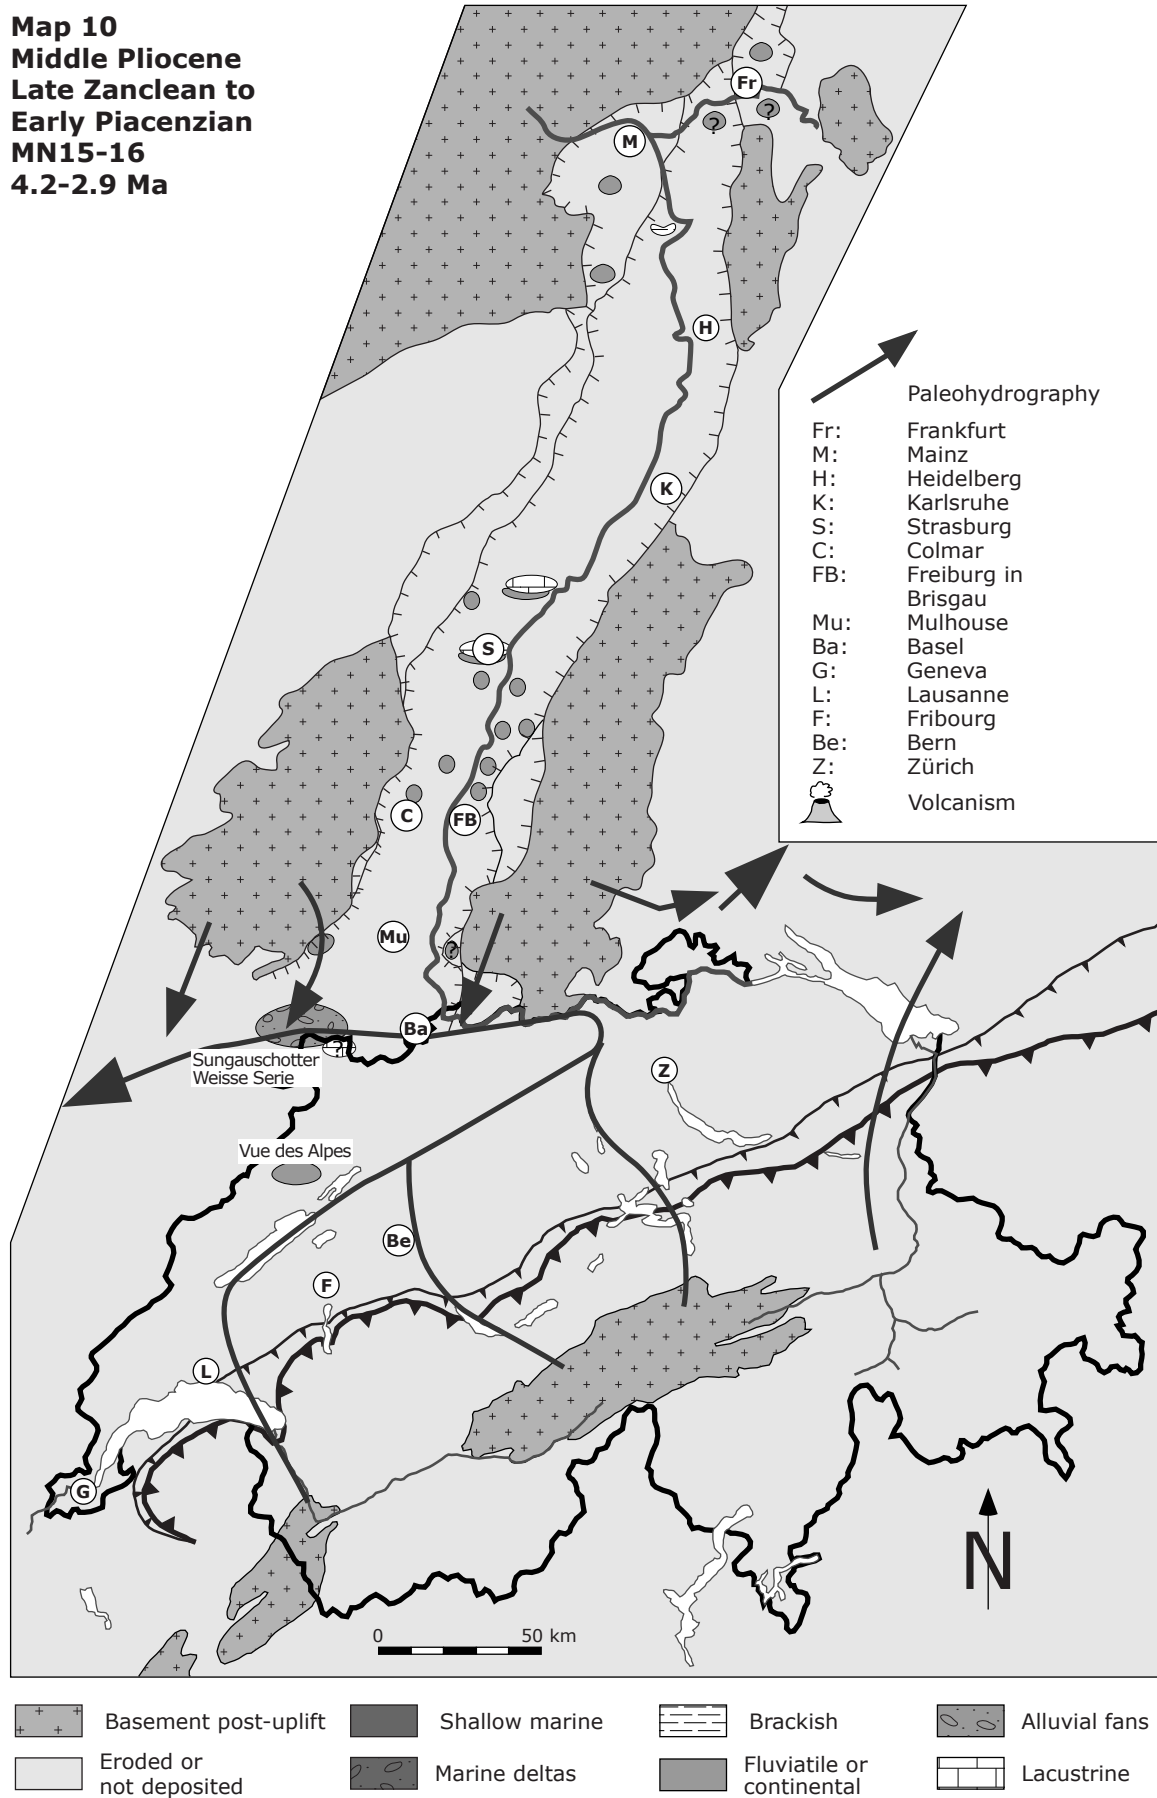 Map 10
Middle Pliocene
Late Zanclean to
Early Piacenzian
MN15-16
4.2-2.9 Ma
Fr
?
?
M
H
K
S
C
FB
Mu
?
Ba
?
Sungauschotter
Weisse Serie
Z
Vue des Alpes
Be
F
L
G
Paleohydrography
Fr: Frankfurt
M: Mainz
H: Heidelberg
K: Karlsruhe
S: Strasburg
C: Colmar
FB: Freiburg in
Brisgau
Mu: Mulhouse
Ba: Basel
G: Geneva
L: Lausanne
F: Fribourg
Be: Bern
Z: Zürich
Volcanism
N
0 50 km
Basement post-uplift
Shallow marine
Brackish
Alluvial fans
Eroded or
not deposited
Marine deltas
Fluviatile or
continental
Lacustrine